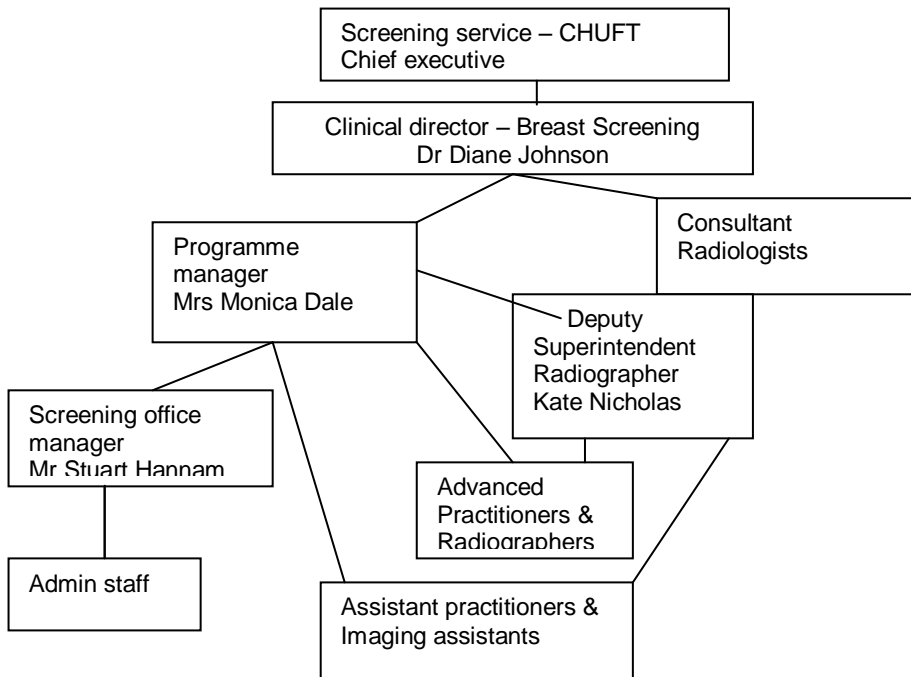 Screening service – CHUFT
Chief executive
Clinical director – Breast Screening
Dr Diane Johnson
Programme
manager
Mrs Monica Dale
Consultant
Radiologists
Deputy
Superintendent
Radiographer
Kate Nicholas
Screening office
manager
Mr Stuart Hannam
Advanced
Practitioners &
Radiographers
Admin staff
Assistant practitioners &
Imaging assistants